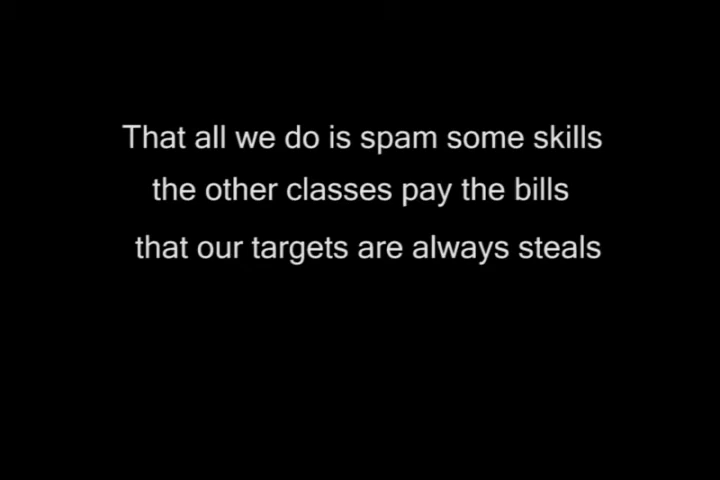 That all we do is spam some skills
the other classes pay the bills
that our targets are always steals